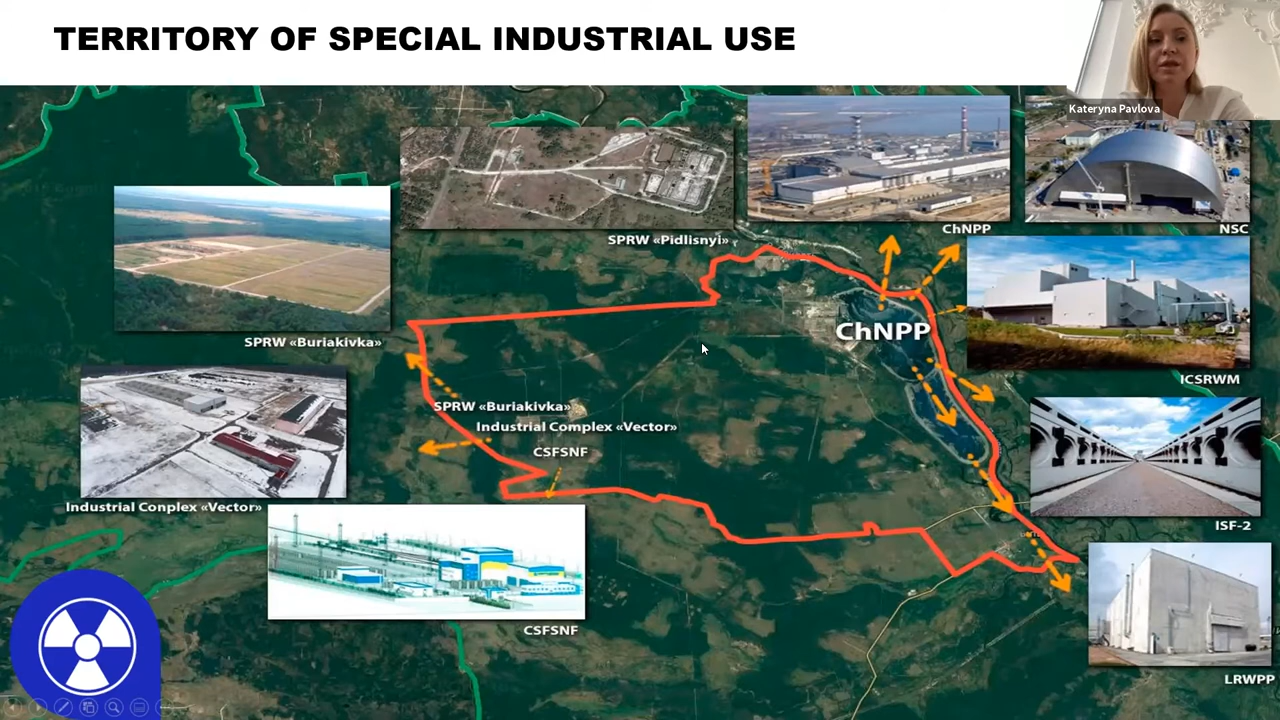 TERRITORY OF SPECIAL INDUSTRIAL USE
Kateryna Pavlova
ChNPP
NSC
SPRW «Pidlisnyi»
SPRW «Buriakivka»
ChNPP
ICSRWM
SPRW «Buriakivka»
Industrial Complex «Vector»
CSFSNF
Industrial Conplex «Vector»
ISF-2
CSFSNF
LRWPP